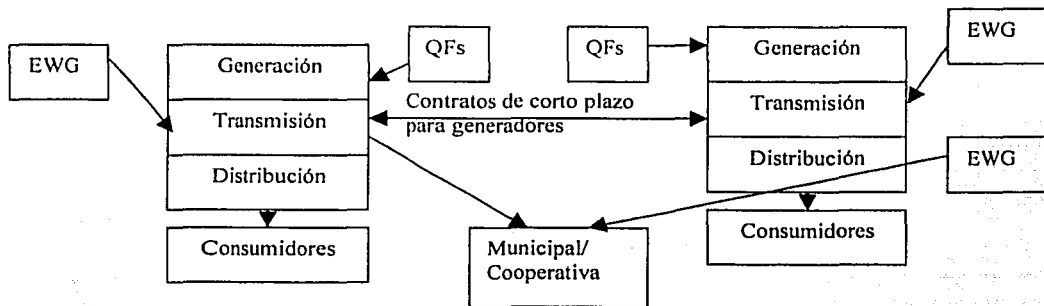 EWG
Generación
Transmisión
Distribución
Consumidores
QFs
Contratos de corto plazo
para generadores
QFs
Generación
Transmisión
Distribución
Consumidores
EWG
EWG
Municipal/
Cooperativa